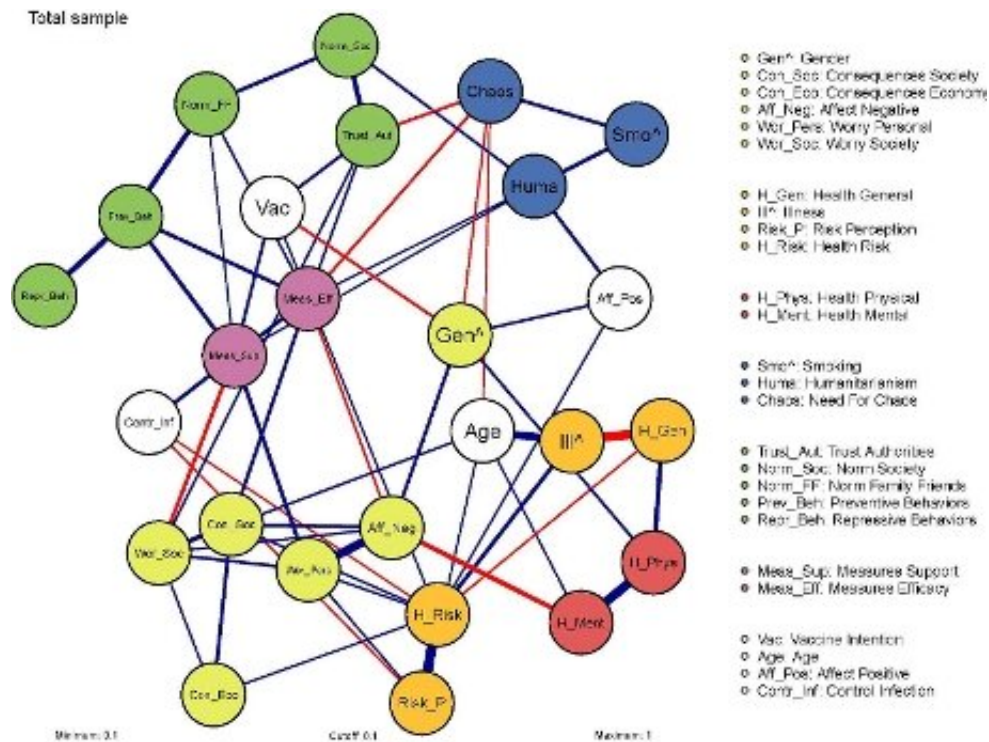 Total sample
Norm_Soc
Norm_FF
Chaos
Trust_Aut
Smo^
Huma
Vac
Prev_Beh
Repr_Beh
Meas_Eff
Aff_Pos
Gen^
Meas_Sup
Contr_Inf
Age
Ill^
H_Gen
Con_Soc
Aff_Neg
Wor_Soc
Wor_Pers
H_Phys
H_Risk
H_Ment
Con_Eco
Risk_P
Minimum: 0.1
Cutoff: 0.1
Maximum: 1
Gen^: Gender
Con_Soc: Consequences Society
Con_Eco: Consequences Economy
Aff_Neg: Affect Negative
Wor_Pers: Worry Personal
Wor_Soc: Worry Society
H_Gen: Health General
Ill^: Illness
Risk_P: Risk Perception
H_Risk: Health Risk
H_Phys: Health Physical
H_Ment: Health Mental
Smo^: Smoking
Huma: Humanitarianism
Chaos: Need For Chaos
Trust_Aut: Trust Authorities
Norm_Soc: Norm Society
Norm_FF: Norm Family Friends
Prev_Beh: Preventive Behaviors
Repr_Beh: Repressive Behaviors
Meas_Sup: Measures Support
Meas_Eff: Measures Efficacy
Vac: Vaccine Intention
Age: Age
Aff_Pos: Affect Positive
Contr_Inf: Control Infection